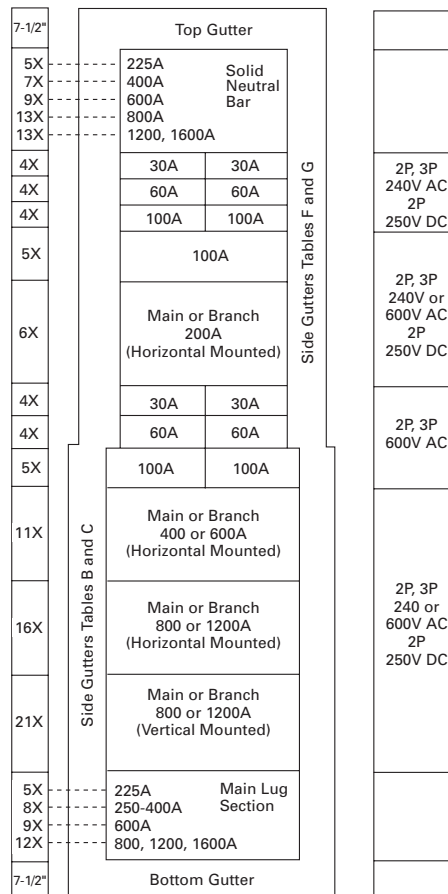 7-1/2" Top Gutter
5X 225A Solid
7X 400A Neutral
9X 600A Bar
13X 800A
13X 1200, 1600A
4X 30A 30A
4X 60A 60A
4X 100A 100A
2P, 3P
240V AC
2P
250V DC
5X 100A
6X Main or Branch
200A
(Horizontal Mounted)
2P, 3P
240V or
600V AC
2P
250V DC
Side Gutters Tables F and G
4X 30A 30A
4X 60A 60A
5X 100A 100A
2P, 3P
600V AC
11X Main or Branch
400 or 600A
(Horizontal Mounted)
16X Main or Branch
800 or 1200A
(Horizontal Mounted)
21X Main or Branch
800 or 1200A
(Vertical Mounted)
2P, 3P
240 or
600V AC
2P
250V DC
Side Gutters Tables B and C
5X 225A Main Lug
8X 250-400A Section
9X 600A
12X 800, 1200, 1600A
7-1/2" Bottom Gutter